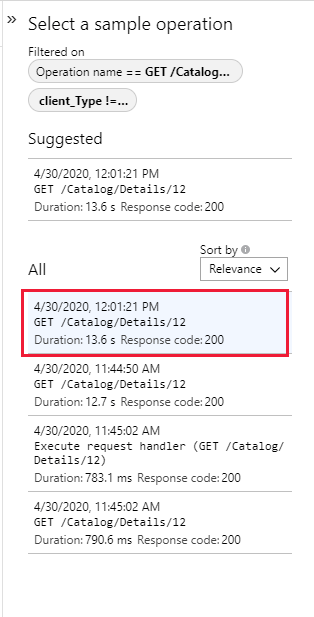 » Select a sample operation
Filtered on
Operation name == GET /Catalog...
client_Type !=...
Suggested
4/30/2020, 12:01:21 PM
GET /Catalog/Details/12
Duration: 13.6 s Response code: 200
Sort by
All
Relevance
4/30/2020, 12:01:21 PM
GET /Catalog/Details/12
Duration: 13.6 s Response code: 200
4/30/2020, 11:44:50 AM
GET /Catalog/Details/12
Duration: 12.7 s Response code: 200
4/30/2020, 11:45:02 AM
Execute request handler (GET /Catalog/
Details/12)
Duration: 783.1 ms Response code: 200
4/30/2020, 11:45:02 AM
GET /Catalog/Details/12
Duration: 790.6 ms Response code: 200